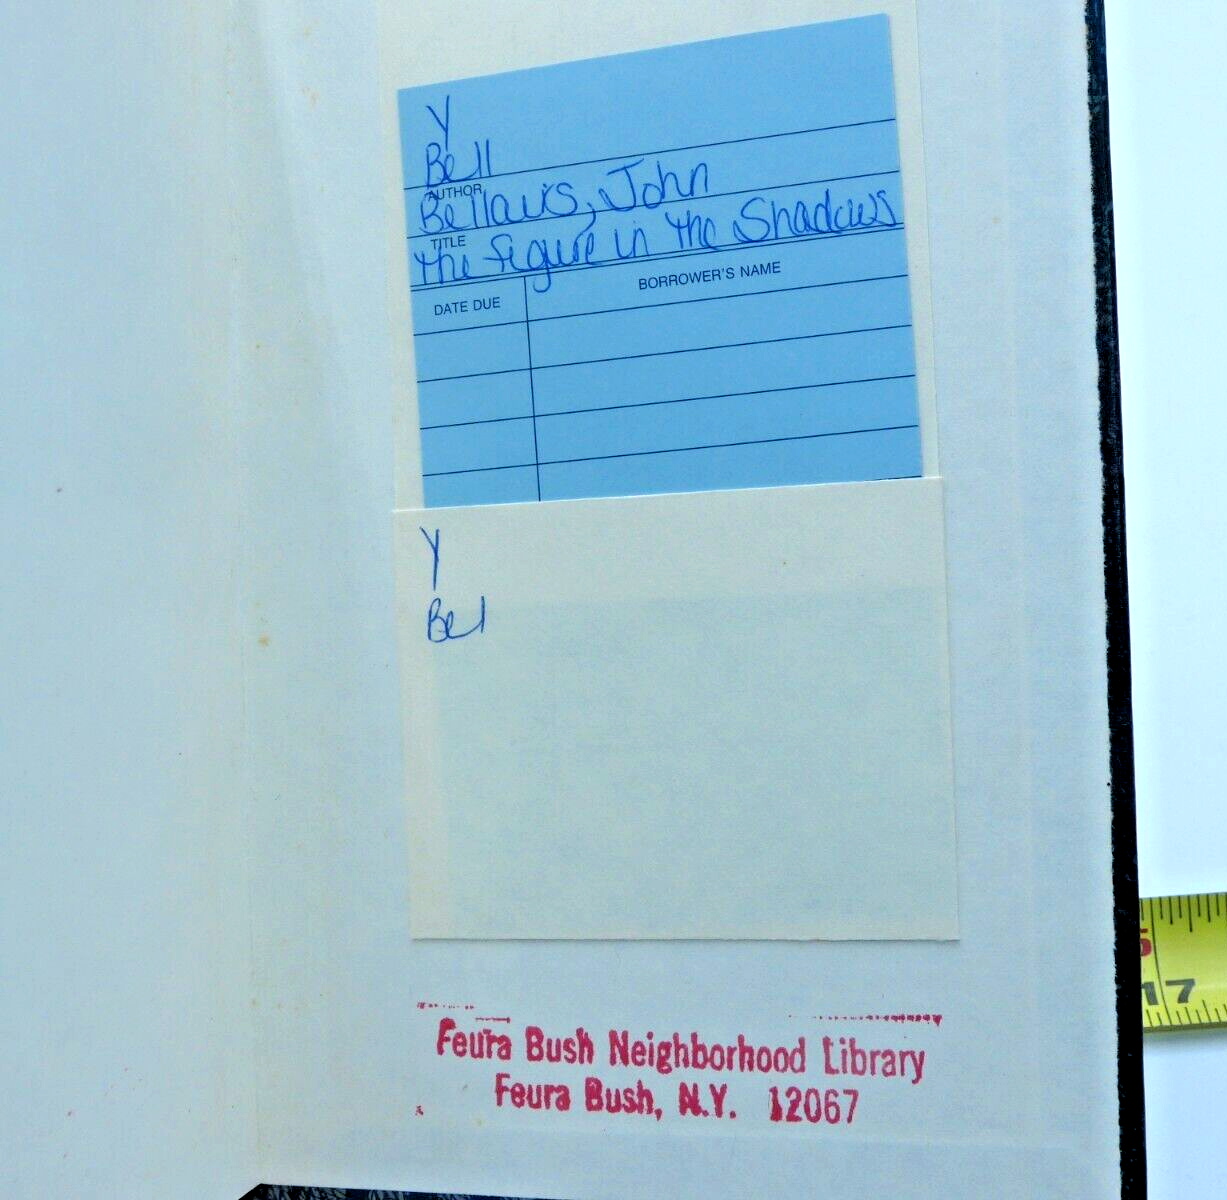 Y
Bell
AUTHOR
Bellairs, John
TITLE
The figure in the Shadows
DATE DUE
BORROWER'S NAME
Y
Bel
Feura Bush Neighborhood Library
Feura Bush, N.Y. 12067
5
17